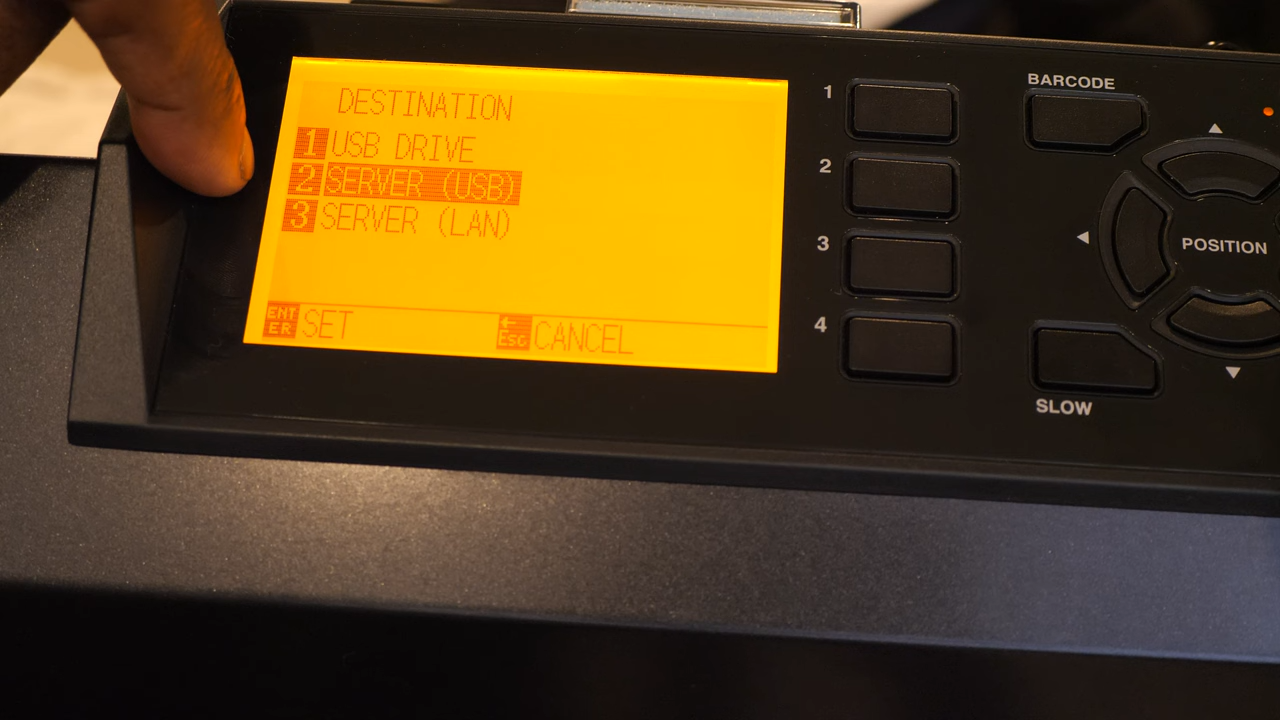 DESTINATION
1 USB DRIVE
2 SERVER (USB)
3 SERVER (LAN)
ENTER SET
← Esc CANCEL
1
2
3
4
BARCODE
POSITION
SLOW